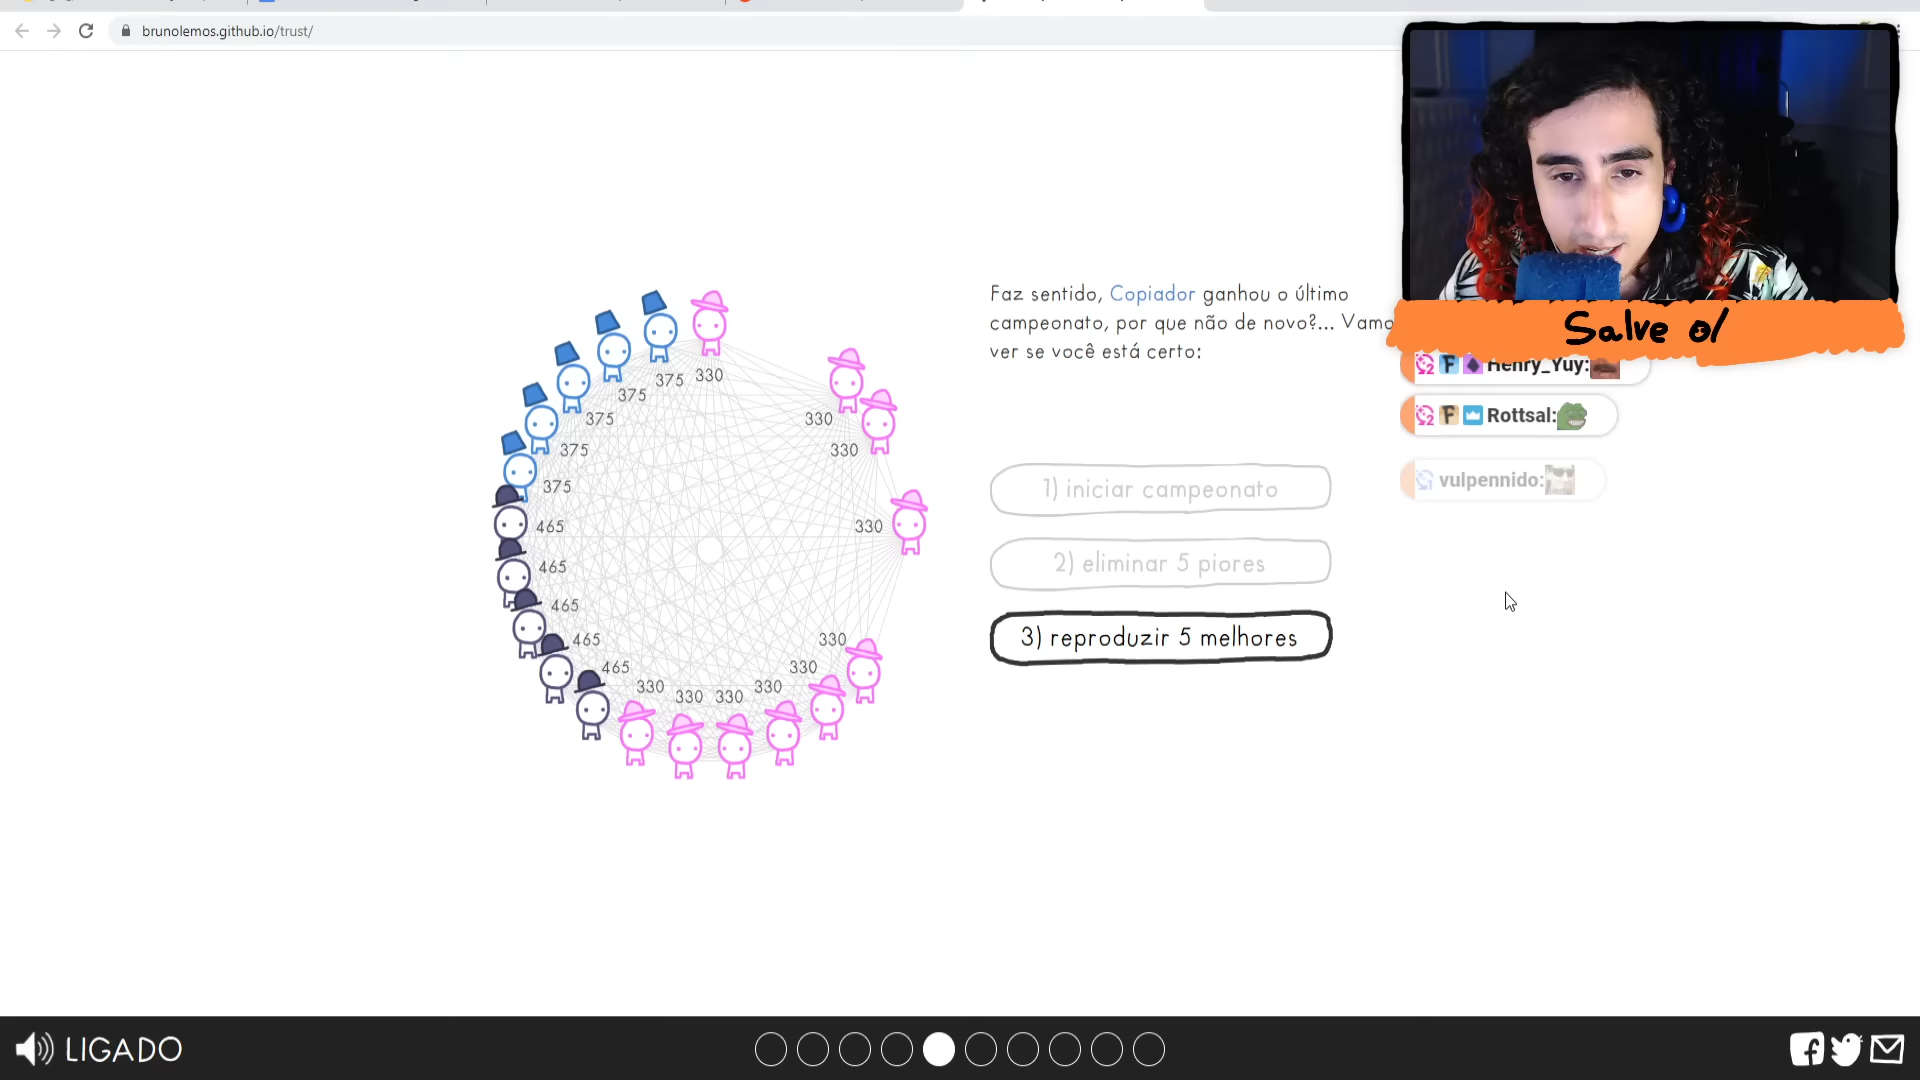 brunolemos.github.io/trust/
Salve o/
Faz sentido, Copiador ganhou o último
campeonato, por que não de novo?... Vamo
ver se você está certo:
Henry_Yuy:
Rottsal:
vulpennido:
1) iniciar campeonato
2) eliminar 5 piores
3) reproduzir 5 melhores
375 330
375
375
375
375
330
330
330
465
465
465
465
465
330
330
330
330
330
330
LIGADO